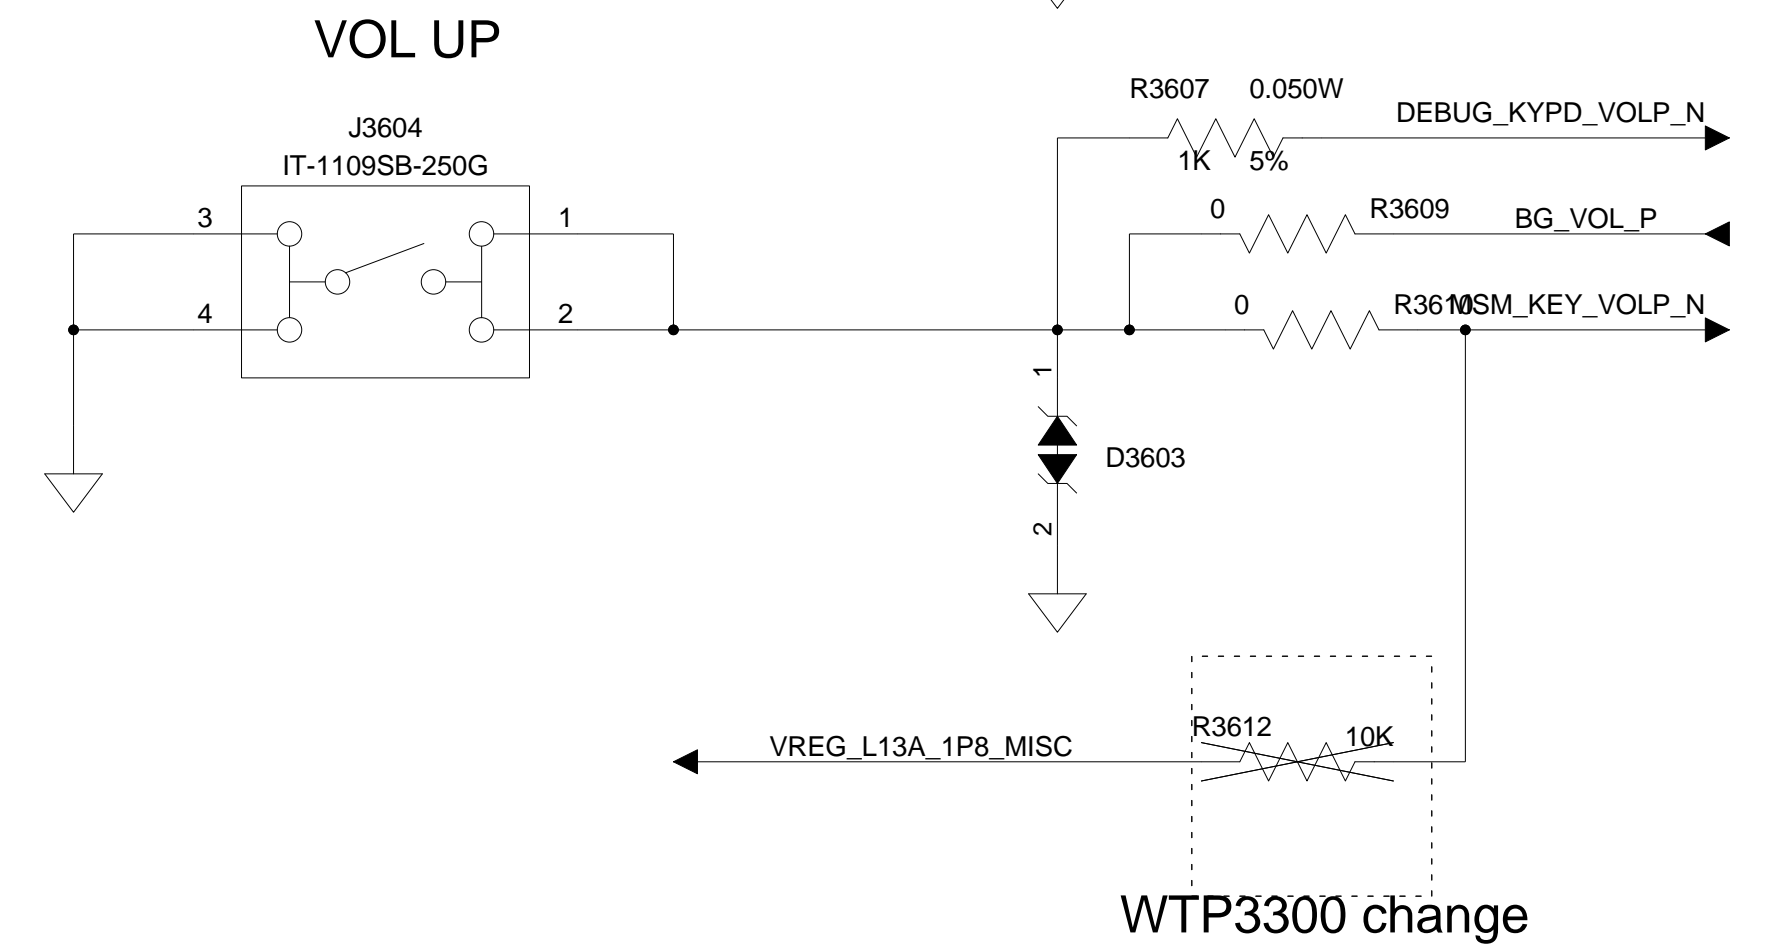 VOL UP
R3607 0.050W
DEBUG_KYPD_VOLP_N
J3604
1K 5%
IT-1109SB-250G
3 1
0 R3609 BG_VOL_P
4 2
0 R3610 MSM_KEY_VOLP_N
1
D3603
2
R3612 10K
VREG_L13A_1P8_MISC
WTP3300 change